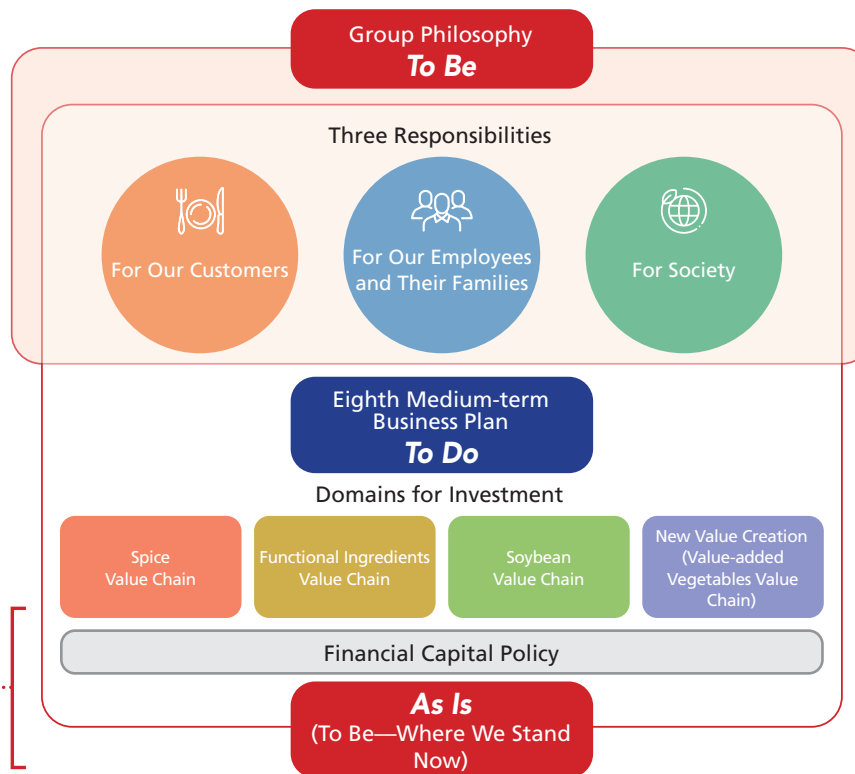 Group Philosophy
To Be
Three Responsibilities
For Our Customers
For Our Employees
and Their Families
For Society
Eighth Medium-term
Business Plan
To Do
Domains for Investment
Spice
Value Chain
Functional Ingredients
Value Chain
Soybean
Value Chain
New Value Creation
(Value-added
Vegetables Value
Chain)
Financial Capital Policy
As Is
(To Be—Where We Stand
Now)